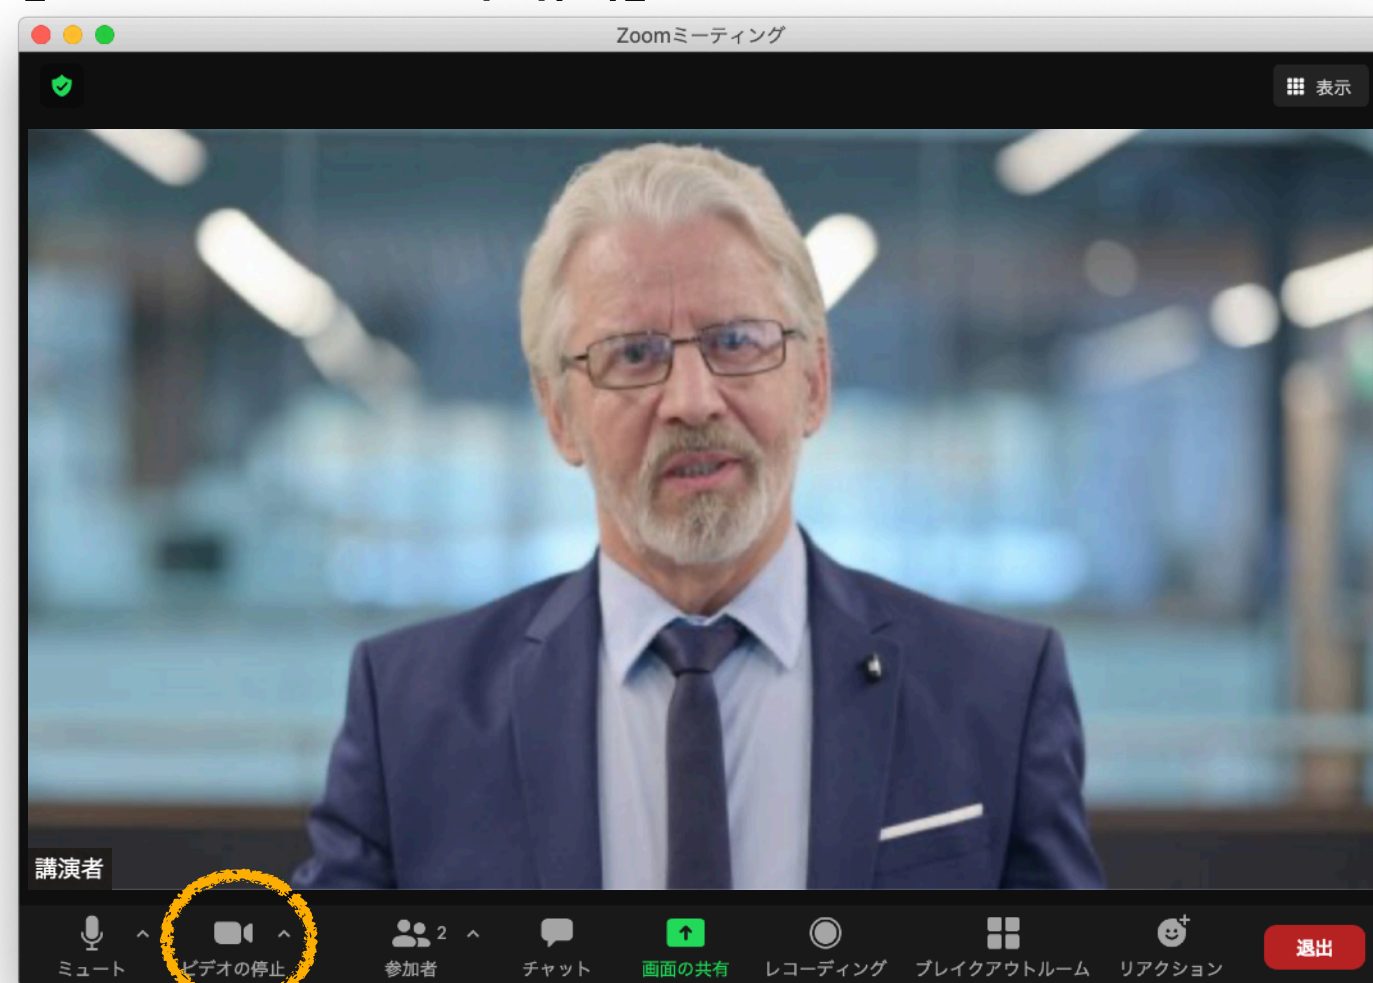 Zoomミーティング
表示
講演者
ミュート
ビデオの停止
2
参加者
チャット
画面の共有
レコーディング
ブレイクアウトルーム
リアクション
退出